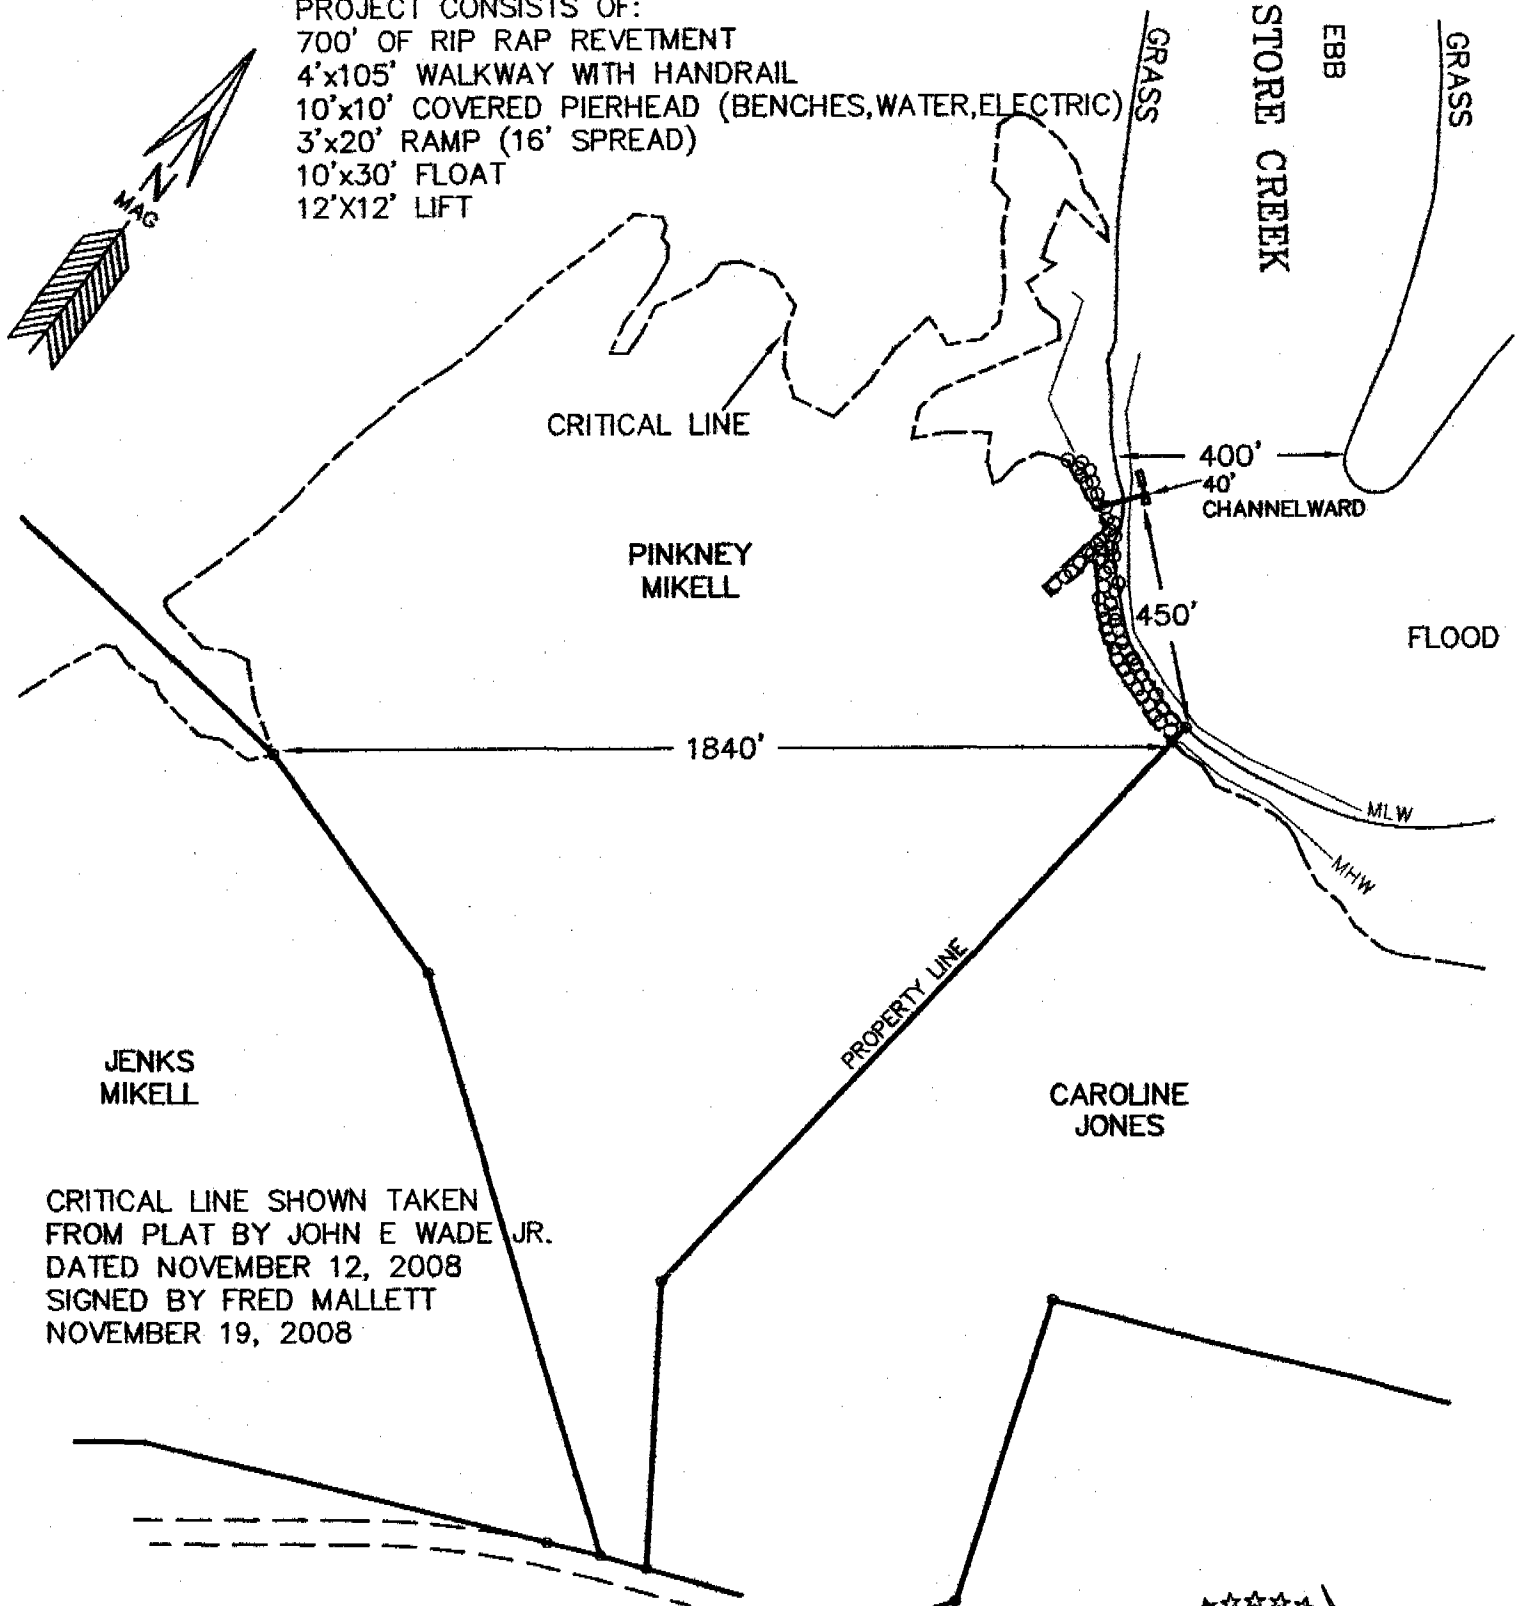 PROJECT CONSISTS OF:
700' OF RIP RAP REVETMENT
4'x105' WALKWAY WITH HANDRAIL
10'x10' COVERED PIERHEAD (BENCHES,WATER,ELECTRIC)
3'x20' RAMP (16' SPREAD)
10'x30' FLOAT
12'X12' LIFT
N
MAG
GRASS
STORE CREEK
EBB
GRASS
CRITICAL LINE
400'
40'
CHANNELWARD
PINKNEY
MIKELL
450'
FLOOD
1840'
MLW
MHW
PROPERTY LINE
JENKS
MIKELL
CAROLINE
JONES
CRITICAL LINE SHOWN TAKEN
FROM PLAT BY JOHN E WADE JR.
DATED NOVEMBER 12, 2008
SIGNED BY FRED MALLETT
NOVEMBER 19, 2008